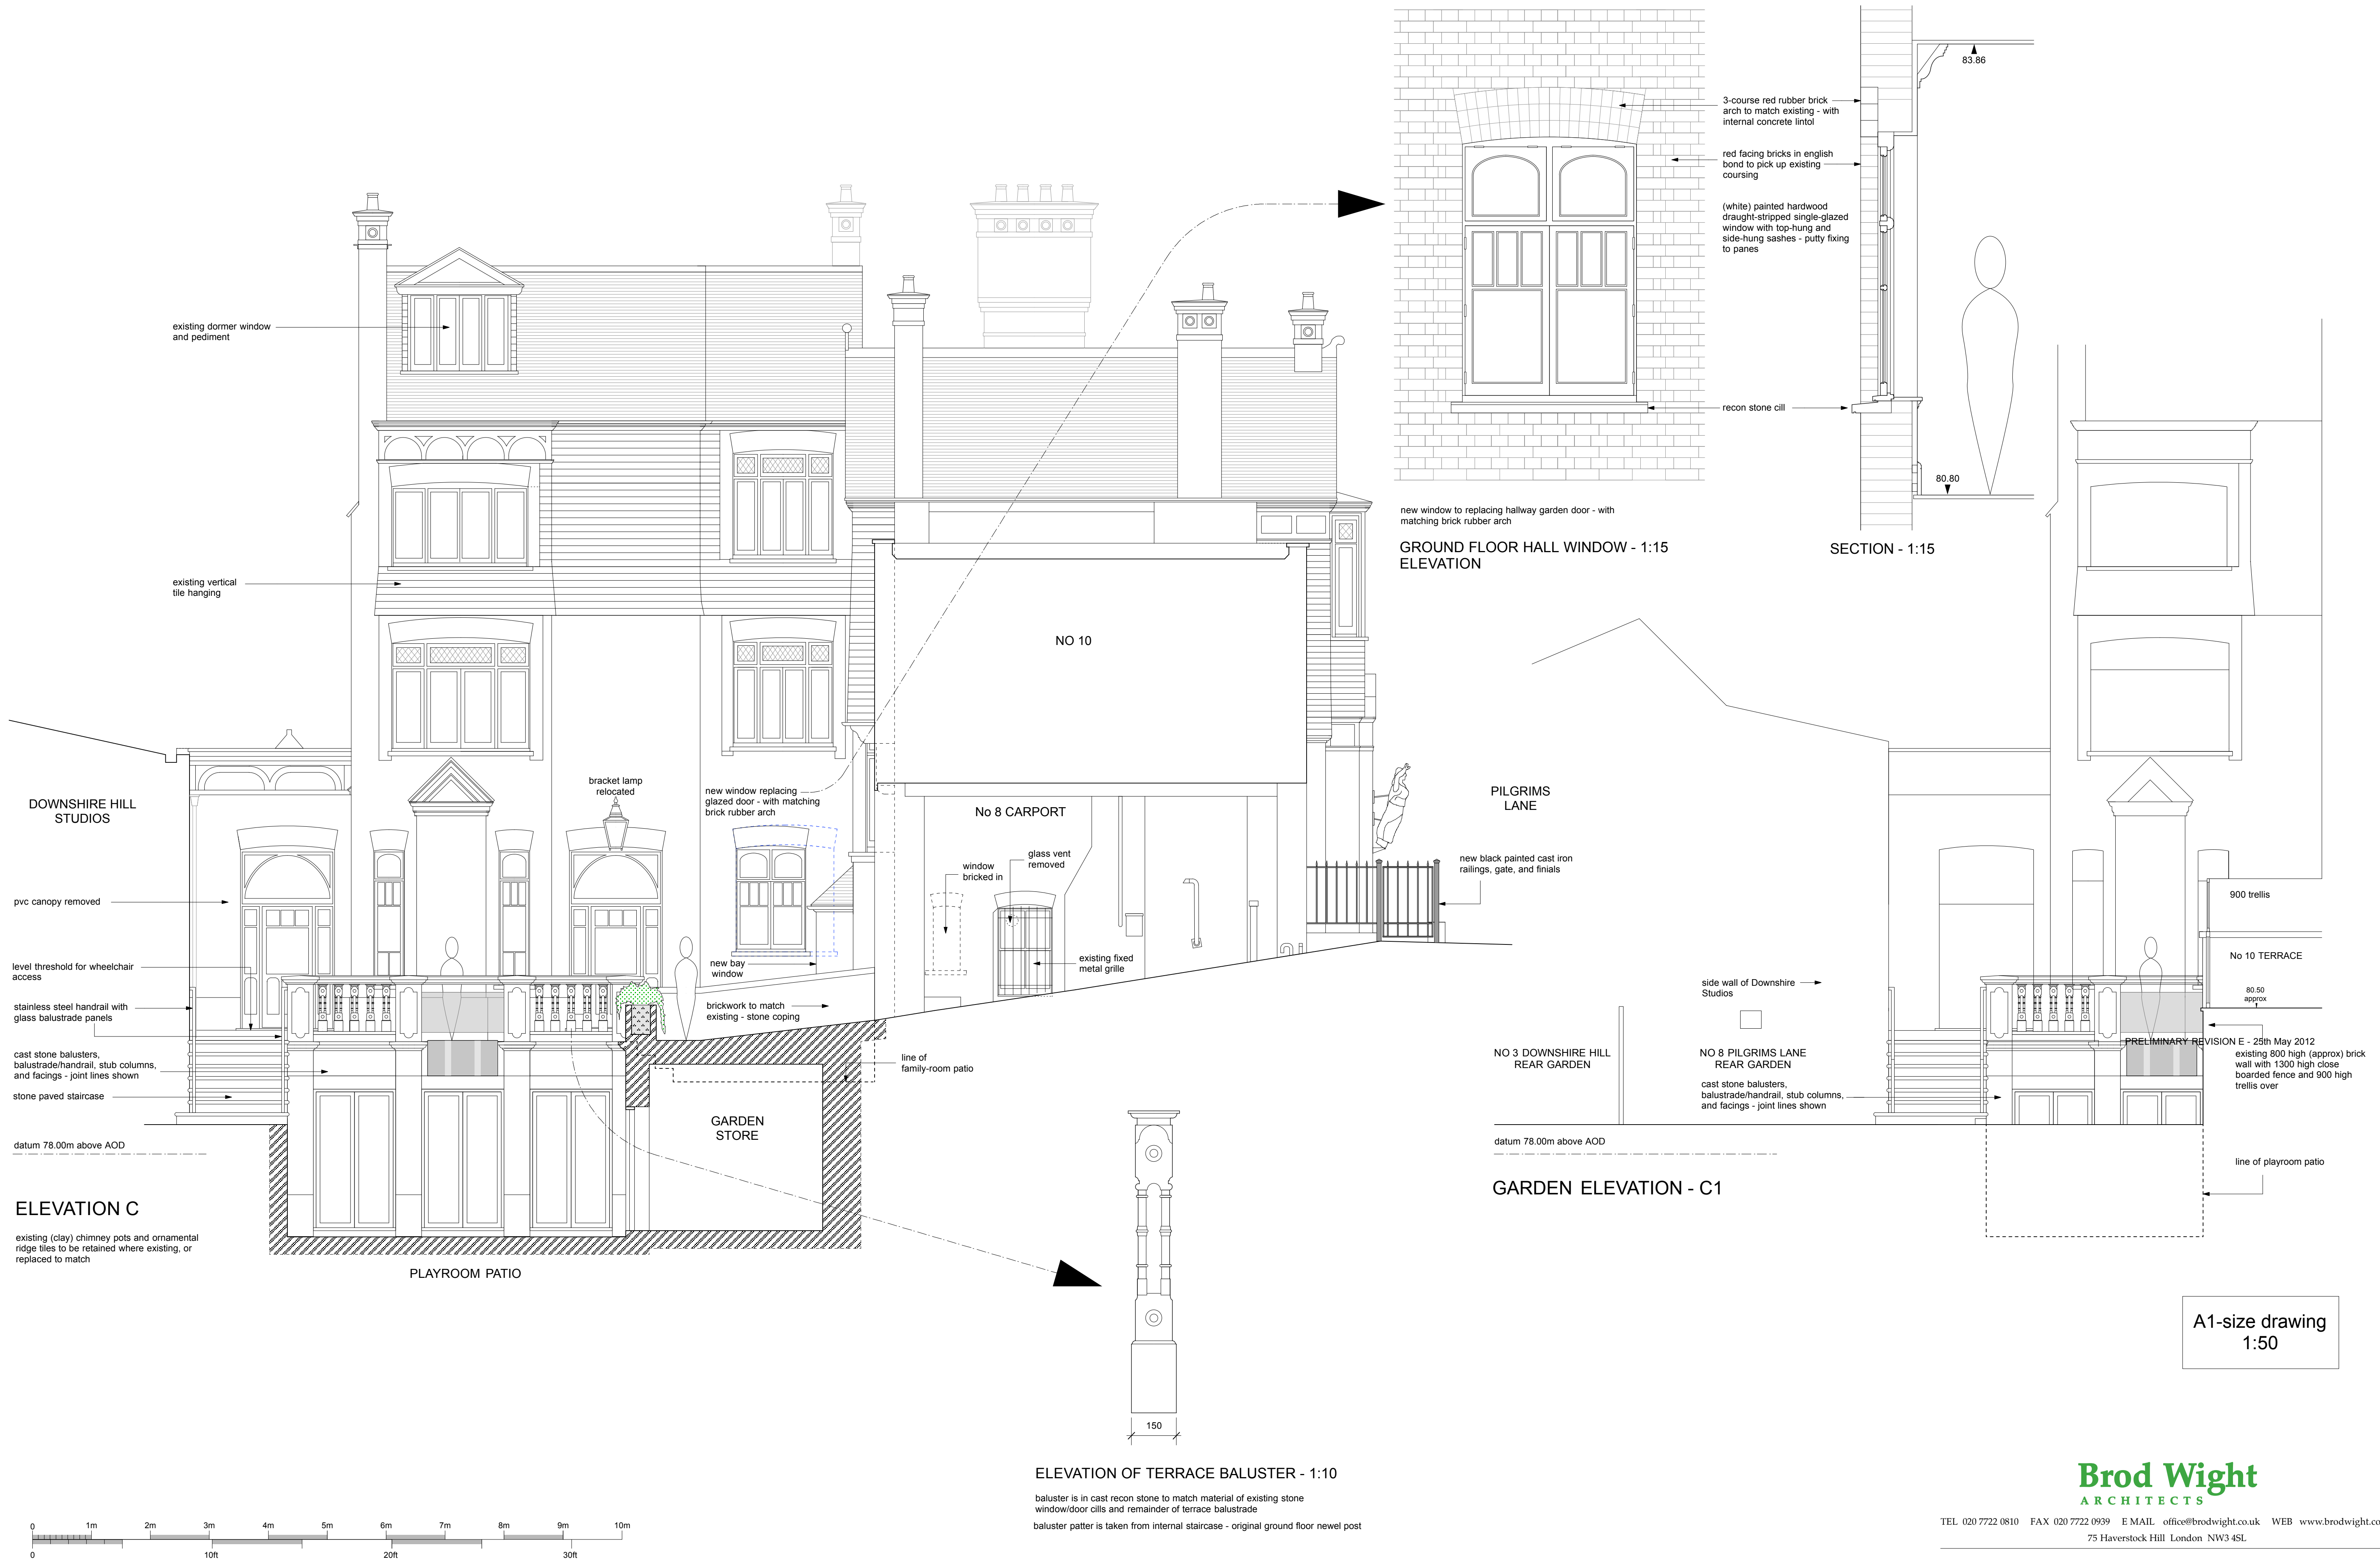 83.86
3-course red rubber brick
arch to match existing - with
internal concrete lintol
red facing bricks in english
bond to pick up existing
coursing
(white) painted hardwood
draught-stripped single-glazed
window with top-hung and
side-hung sashes - putty fixing
to panes
recon stone cill
80.80
new window to replacing hallway garden door - with
matching brick rubber arch
GROUND FLOOR HALL WINDOW - 1:15
ELEVATION
SECTION - 1:15
existing dormer window
and pediment
existing vertical
tile hanging
NO 10
DOWNSHIRE HILL
STUDIOS
bracket lamp
relocated
new window replacing
glazed door - with matching
brick rubber arch
No 8 CARPORT
window
bricked in
glass vent
removed
existing fixed
metal grille
PILGRIMS
LANE
new black painted cast iron
railings, gate, and finials
pvc canopy removed
level threshold for wheelchair
access
stainless steel handrail with
glass balustrade panels
cast stone balusters,
balustrade/handrail, stub columns,
and facings - joint lines shown
stone paved staircase
new bay
window
brickwork to match
existing - stone coping
line of
family-room patio
GARDEN
STORE
datum 78.00m above AOD
ELEVATION C
existing (clay) chimney pots and ornamental
ridge tiles to be retained where existing, or
replaced to match
PLAYROOM PATIO
900 trellis
No 10 TERRACE
80.50
approx
side wall of Downshire
Studios
NO 3 DOWNSHIRE HILL
REAR GARDEN
NO 8 PILGRIMS LANE
REAR GARDEN
cast stone balusters,
balustrade/handrail, stub columns,
and facings - joint lines shown
PRELIMINARY REVISION E - 25th May 2012
existing 800 high (approx) brick
wall with 1300 high close
boarded fence and 900 high
trellis over
datum 78.00m above AOD
line of playroom patio
GARDEN ELEVATION - C1
A1-size drawing
1:50
150
ELEVATION OF TERRACE BALUSTER - 1:10
baluster is in cast recon stone to match material of existing stone
window/door cills and remainder of terrace balustrade
baluster patter is taken from internal staircase - original ground floor newel post
0 1m 2m 3m 4m 5m 6m 7m 8m 9m 10m
0 10ft 20ft 30ft
Brod Wight
ARCHITECTS
TEL 020 7722 0810 FAX 020 7722 0939 E MAIL office@brodwight.co.uk WEB www.brodwight.co
75 Haverstock Hill London NW3 4SL